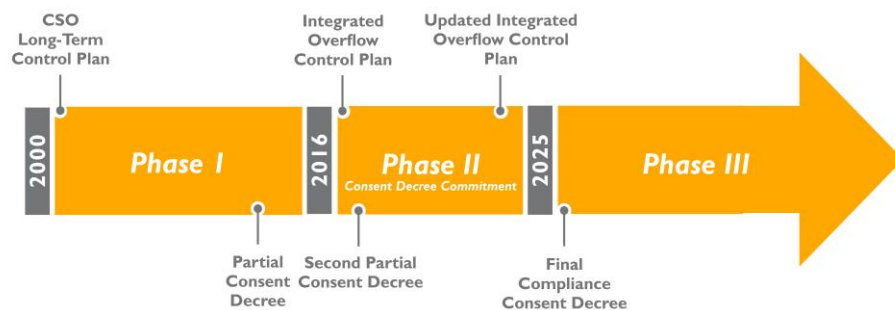 CSO
Long-Term
Control Plan
Integrated
Overflow
Control Plan
Updated Integrated
Overflow Control
Plan
2000
Phase I
2016
Phase II
Consent Decree Commitment
2025
Phase III
Partial
Consent
Decree
Second Partial
Consent Decree
Final
Compliance
Consent Decree